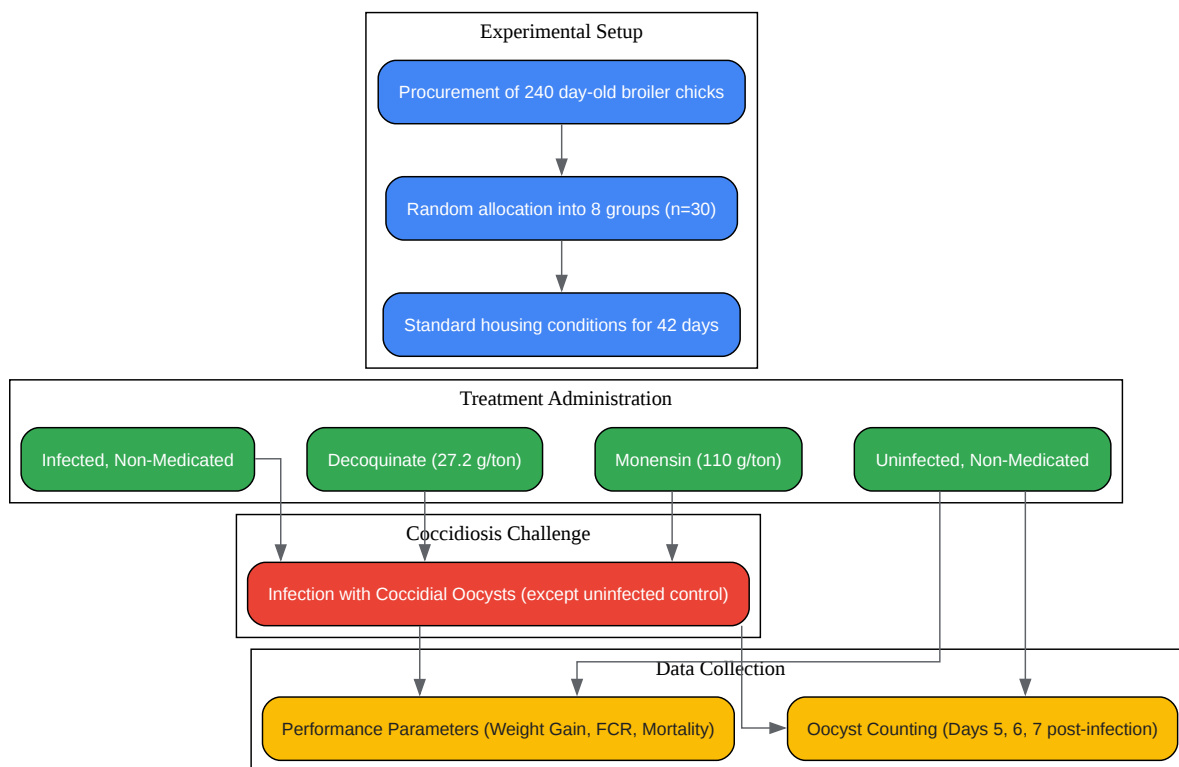 Experimental Setup
Procurement of 240 day-old broiler chicks
Random allocation into 8 groups (n=30)
Standard housing conditions for 42 days
Treatment Administration
Infected, Non-Medicated
Decoquinate (27.2 g/ton)
Monensin (110 g/ton)
Uninfected, Non-Medicated
Coccidiosis Challenge
Infection with Coccidial Oocysts (except uninfected control)
Data Collection
Performance Parameters (Weight Gain, FCR, Mortality)
Oocyst Counting (Days 5, 6, 7 post-infection)